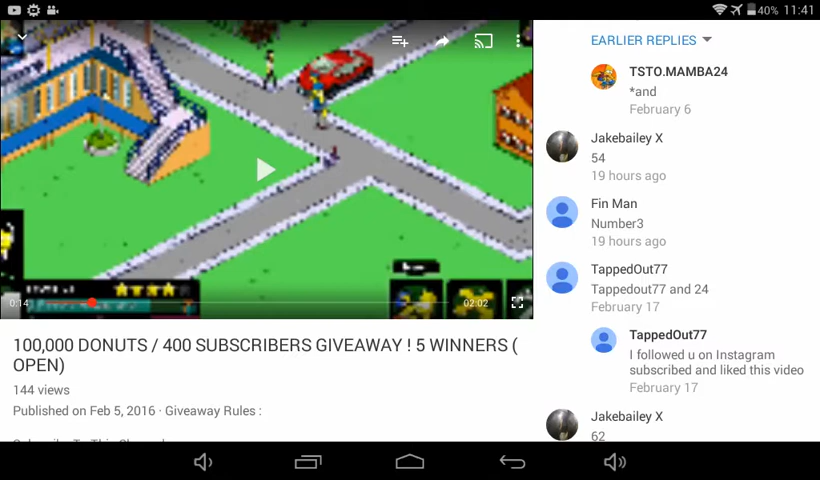 40% 11:41
EARLIER REPLIES
TSTO.MAMBA24
*and
February 6
Jakebailey X
54
19 hours ago
Fin Man
Number3
19 hours ago
TappedOut77
Tappedout77 and 24
February 17
TappedOut77
I followed u on Instagram
subscribed and liked this video
February 17
Jakebailey X
62
0:14
02:02
100,000 DONUTS / 400 SUBSCRIBERS GIVEAWAY ! 5 WINNERS (
OPEN)
144 views
Published on Feb 5, 2016 · Giveaway Rules :